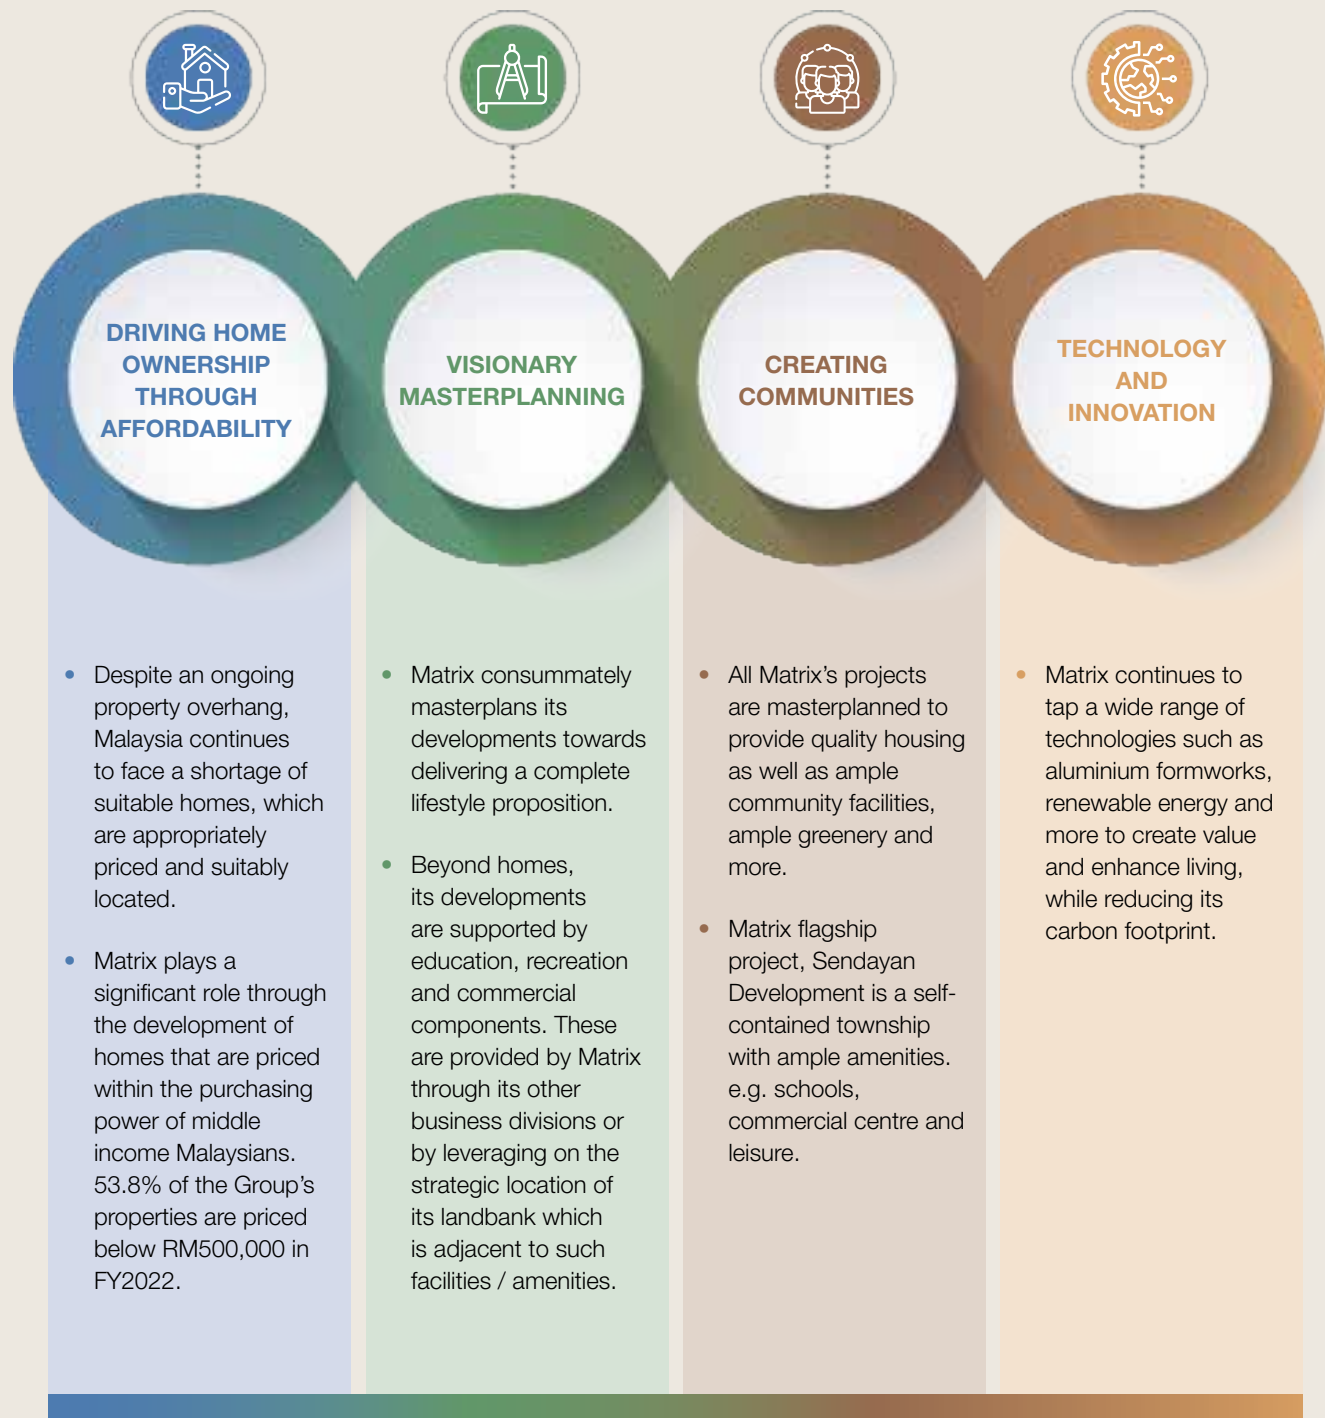 DRIVING HOME
OWNERSHIP
THROUGH
AFFORDABILITY
• Despite an ongoing
property overhang,
Malaysia continues
to face a shortage of
suitable homes, which
are appropriately
priced and suitably
located.
• Matrix plays a
significant role through
the development of
homes that are priced
within the purchasing
power of middle
income Malaysians.
53.8% of the Group’s
properties are priced
below RM500,000 in
FY2022.
VISIONARY
MASTERPLANNING
• Matrix consummately
masterplans its
developments towards
delivering a complete
lifestyle proposition.
• Beyond homes,
its developments
are supported by
education, recreation
and commercial
components. These
are provided by Matrix
through its other
business divisions or
by leveraging on the
strategic location of
its landbank which
is adjacent to such
facilities / amenities.
CREATING
COMMUNITIES
• All Matrix’s projects
are masterplanned to
provide quality housing
as well as ample
community facilities,
ample greenery and
more.
• Matrix flagship
project, Sendayan
Development is a self-
contained township
with ample amenities.
e.g. schools,
commercial centre and
leisure.
TECHNOLOGY
AND
INNOVATION
• Matrix continues to
tap a wide range of
technologies such as
aluminium formworks,
renewable energy and
more to create value
and enhance living,
while reducing its
carbon footprint.